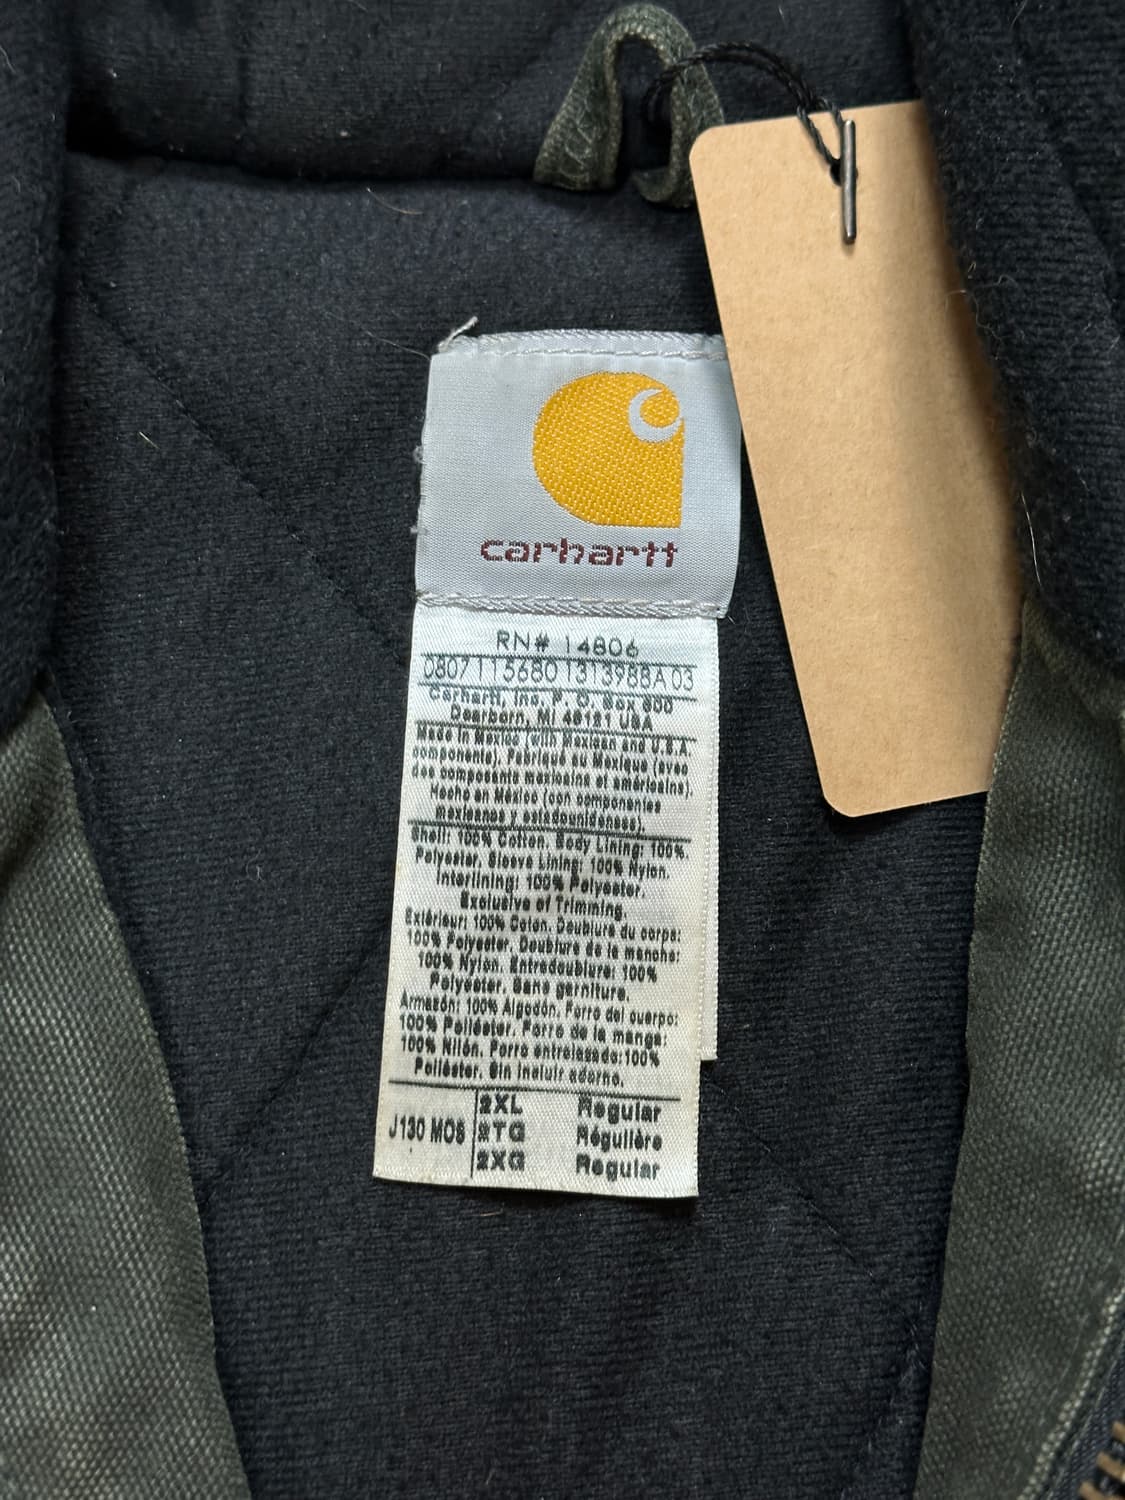 carhartt
RN# 14806
0807115680 1313988A 03
Carhartt, Inc, P. O. Box 600
Dearborn, MI 48121 USA
Made in Mexico (with Mexican and U.S.A.
components), Fabriqué au Mexique (avec
des composants mexicains et américains),
Hecho en México (con componentes
mexicanos y estadounidenses).
Shell: 100% Cotton. Body Lining: 100%
Polyester, Sleeve Lining: 100% Nylon.
Interlining: 100% Polyester.
Exclusive of Trimming.
Extérieur: 100% Coton. Doublure du corps:
100% Polyester, Doublure de la manche:
100% Nylon. Entredoublure: 100%
Polyester. Sans garniture.
Armazón: 100% Algodón. Forro del cuerpo:
100% Poliéster. Forro de la manga:
100% Nilón. Forro entrelazado:100%
Poliéster. Sin incluir adorno.
J130 MOS
2XL Regular
2TG Régulière
2XG Regular